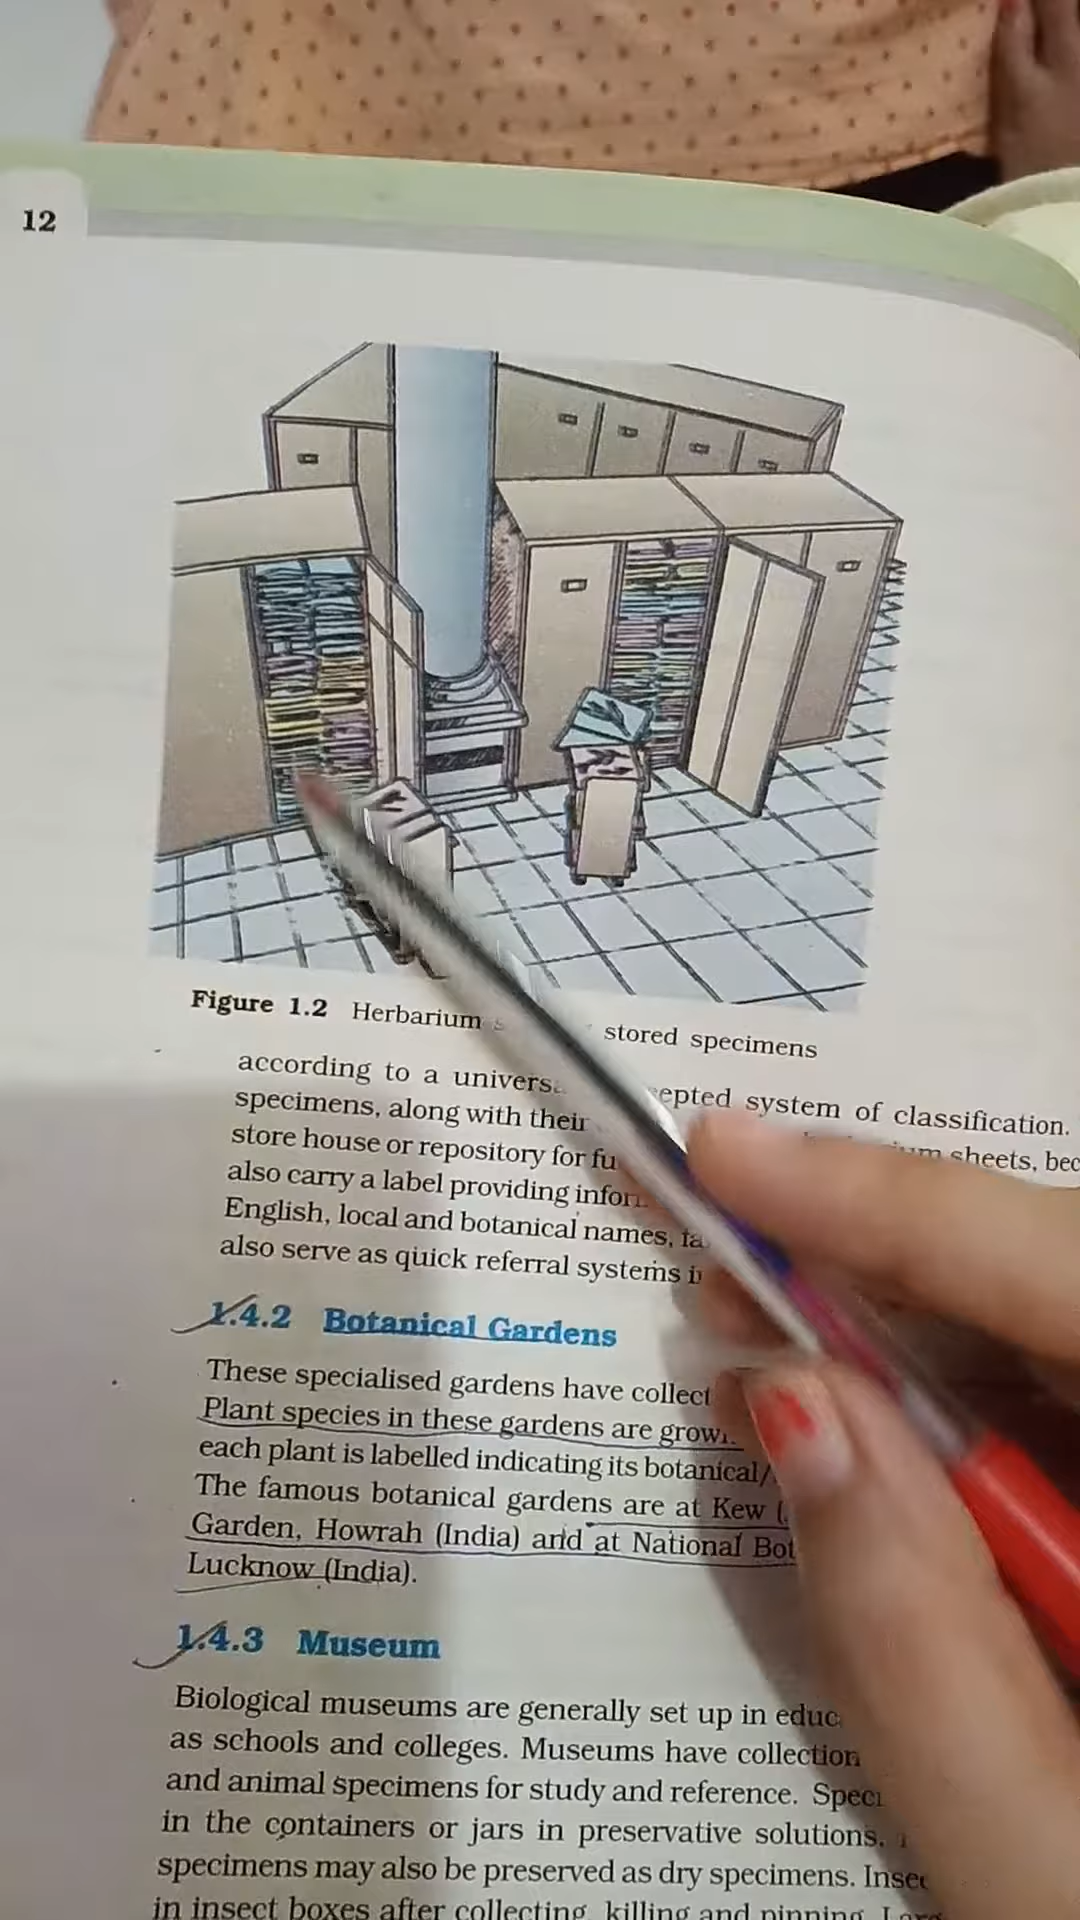 12
Figure 1.2 Herbarium stored specimens
according to a epted system of classification.
specimens, along with their sheets, bec
store house or repository for fu
also carry a label providing infor
English, local and botanical names, fa
also serve as quick referral systems i
1.4.2 Botanical Gardens
These specialised gardens have collect
Plant species in these gardens are grow
each plant is labelled indicating its botanical/
The famous botanical gardens are at Kew (
Garden, Howrah (India) and at National Bot
Lucknow (India).
1.4.3 Museum
Biological museums are generally set up in educ
as schools and colleges. Museums have collection
and animal specimens for study and reference. Speci
in the containers or jars in preservative solutions.
specimens may also be preserved as dry specimens. Insec
in insect boxes after collecting, killing and pinning.